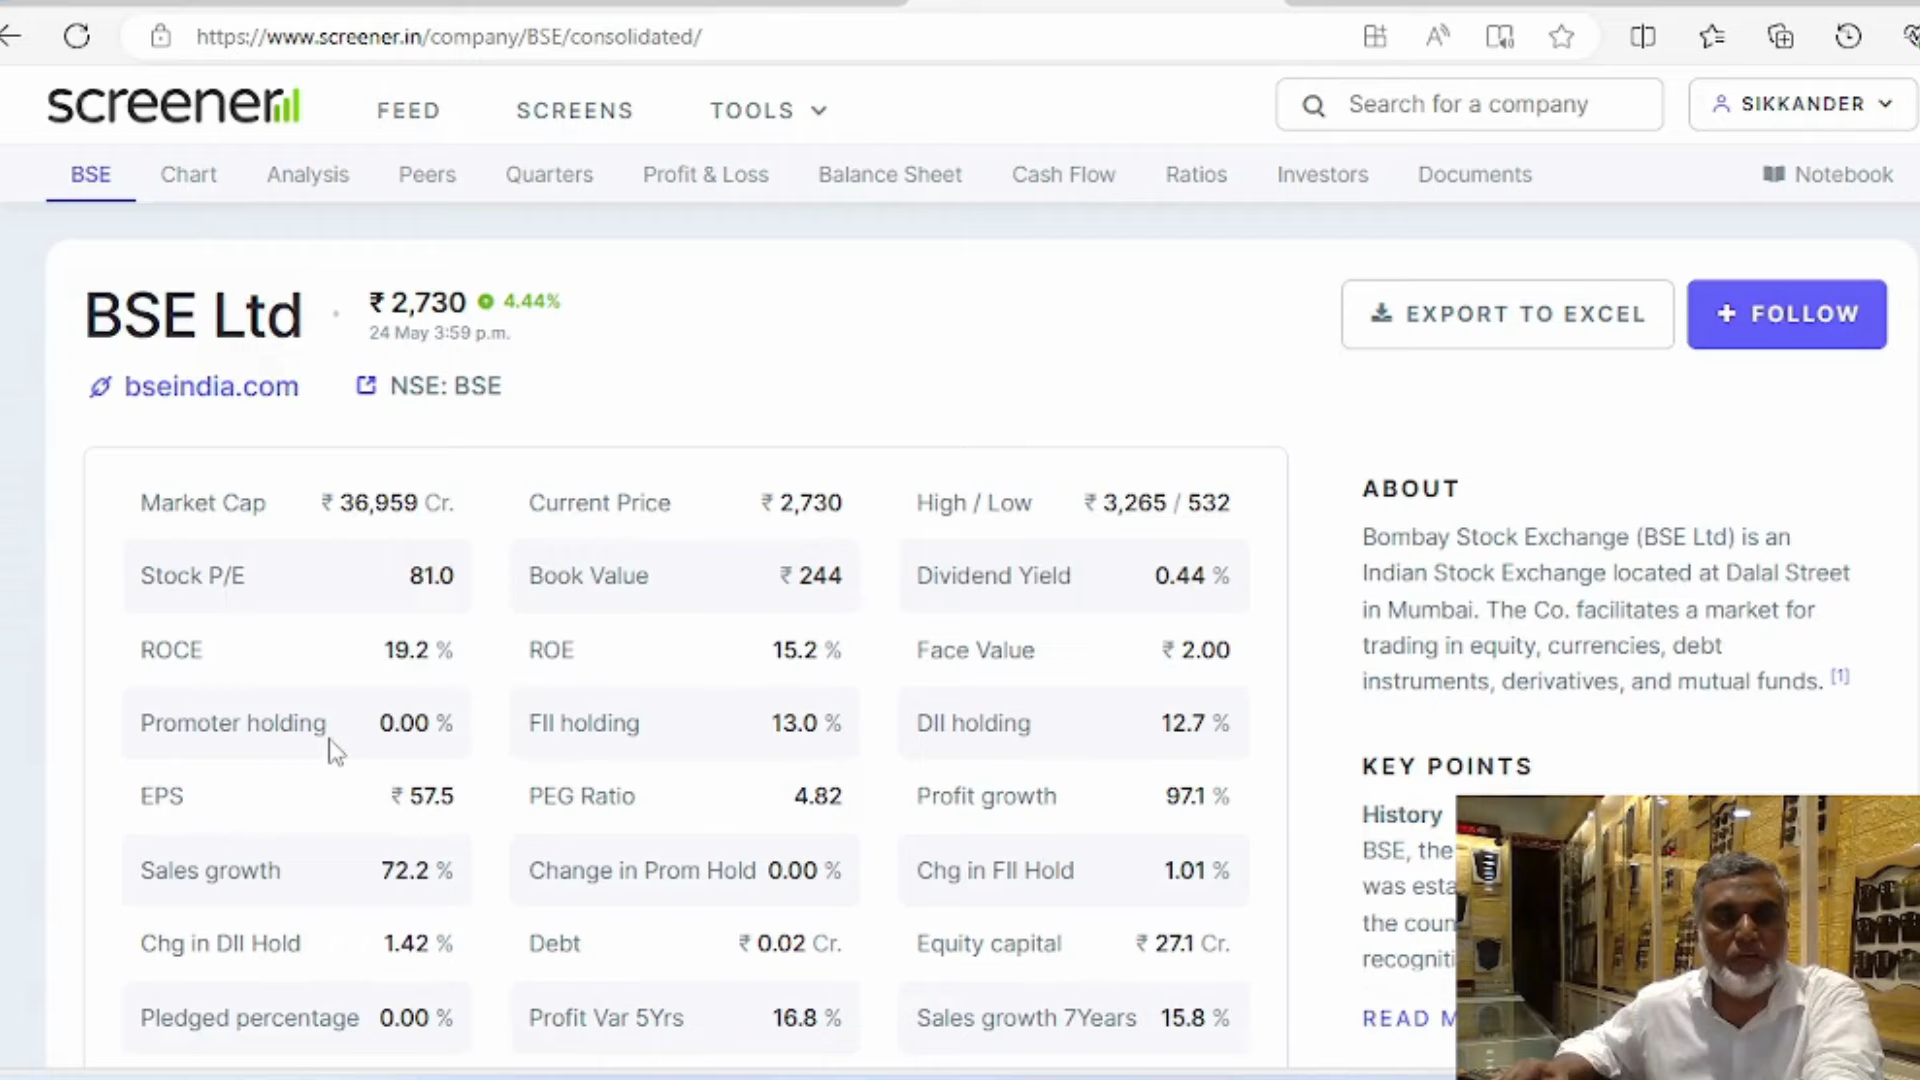 https://www.screener.in/company/BSE/consolidated/
screener
FEED
SCREENS
TOOLS
Search for a company
SIKKANDER
BSE
Chart
Analysis
Peers
Quarters
Profit & Loss
Balance Sheet
Cash Flow
Ratios
Investors
Documents
Notebook
BSE Ltd
₹ 2,730 4.44%
24 May 3:59 p.m.
EXPORT TO EXCEL
+ FOLLOW
bseindia.com
NSE: BSE
Market Cap ₹ 36,959 Cr.
Current Price ₹ 2,730
High / Low ₹ 3,265 / 532
Stock P/E 81.0
Book Value ₹ 244
Dividend Yield 0.44 %
ROCE 19.2 %
ROE 15.2 %
Face Value ₹ 2.00
Promoter holding 0.00 %
FII holding 13.0 %
DII holding 12.7 %
EPS ₹ 57.5
PEG Ratio 4.82
Profit growth 97.1 %
Sales growth 72.2 %
Change in Prom Hold 0.00 %
Chg in FII Hold 1.01 %
Chg in DII Hold 1.42 %
Debt ₹ 0.02 Cr.
Equity capital ₹ 27.1 Cr.
Pledged percentage 0.00 %
Profit Var 5Yrs 16.8 %
Sales growth 7Years 15.8 %
ABOUT
Bombay Stock Exchange (BSE Ltd) is an
Indian Stock Exchange located at Dalal Street
in Mumbai. The Co. facilitates a market for
trading in equity, currencies, debt
instruments, derivatives, and mutual funds. [1]
KEY POINTS
History
BSE, the
was esta
the coun
recogniti
READ M